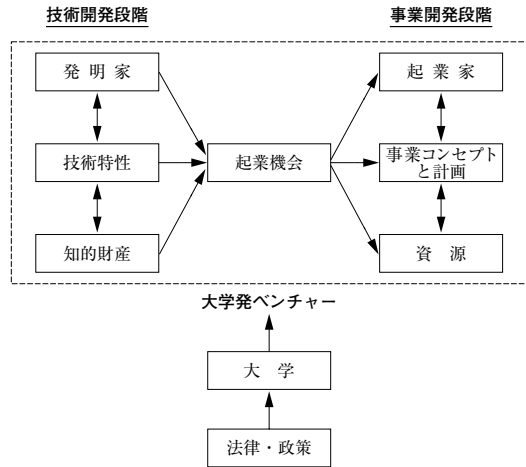 技術開発段階
事業開発段階
発明家
起業家
技術特性
起業機会
事業コンセプト
と計画
知的財産
資源
大学発ベンチャー
大学
法律・政策